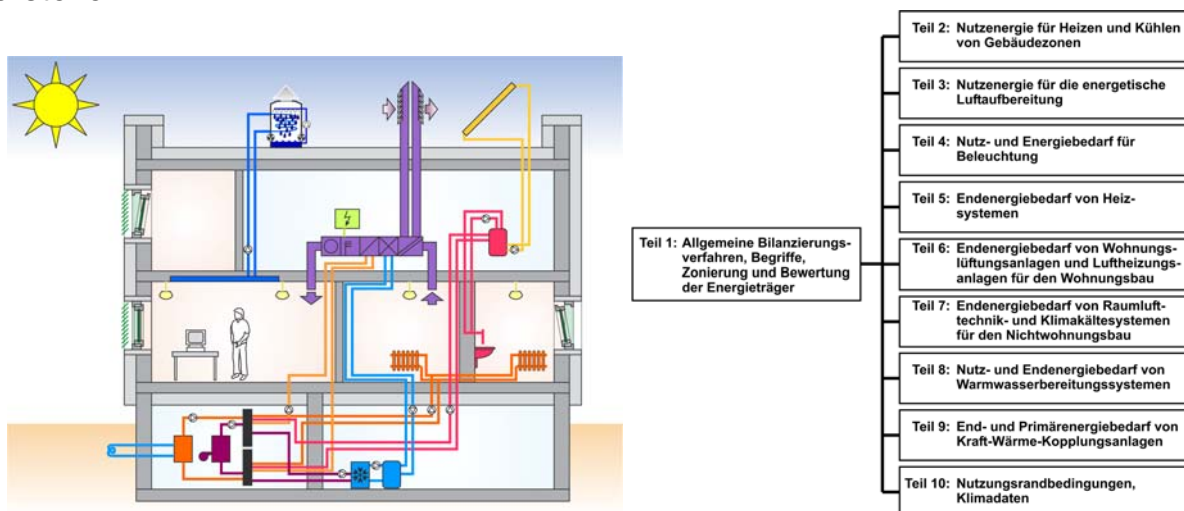 Teil 1: Allgemeine Bilanzierungs-
verfahren, Begriffe,
Zonierung und Bewertung
der Energieträger
Teil 2: Nutzenergie für Heizen und Kühlen
von Gebäudezonen
Teil 3: Nutzenergie für die energetische
Luftaufbereitung
Teil 4: Nutz- und Energiebedarf für
Beleuchtung
Teil 5: Endenergiebedarf von Heiz-
systemen
Teil 6: Endenergiebedarf von Wohnungs-
lüftungsanlagen und Luftheizungs-
anlagen für den Wohnungsbau
Teil 7: Endenergiebedarf von Raumluft-
technik- und Klimakältesystemen
für den Nichtwohnungsbau
Teil 8: Nutz- und Endenergiebedarf von
Warmwasserbereitungssystemen
Teil 9: End- und Primärenergiebedarf von
Kraft-Wärme-Kopplungsanlagen
Teil 10: Nutzungsrandbedingungen,
Klimadaten